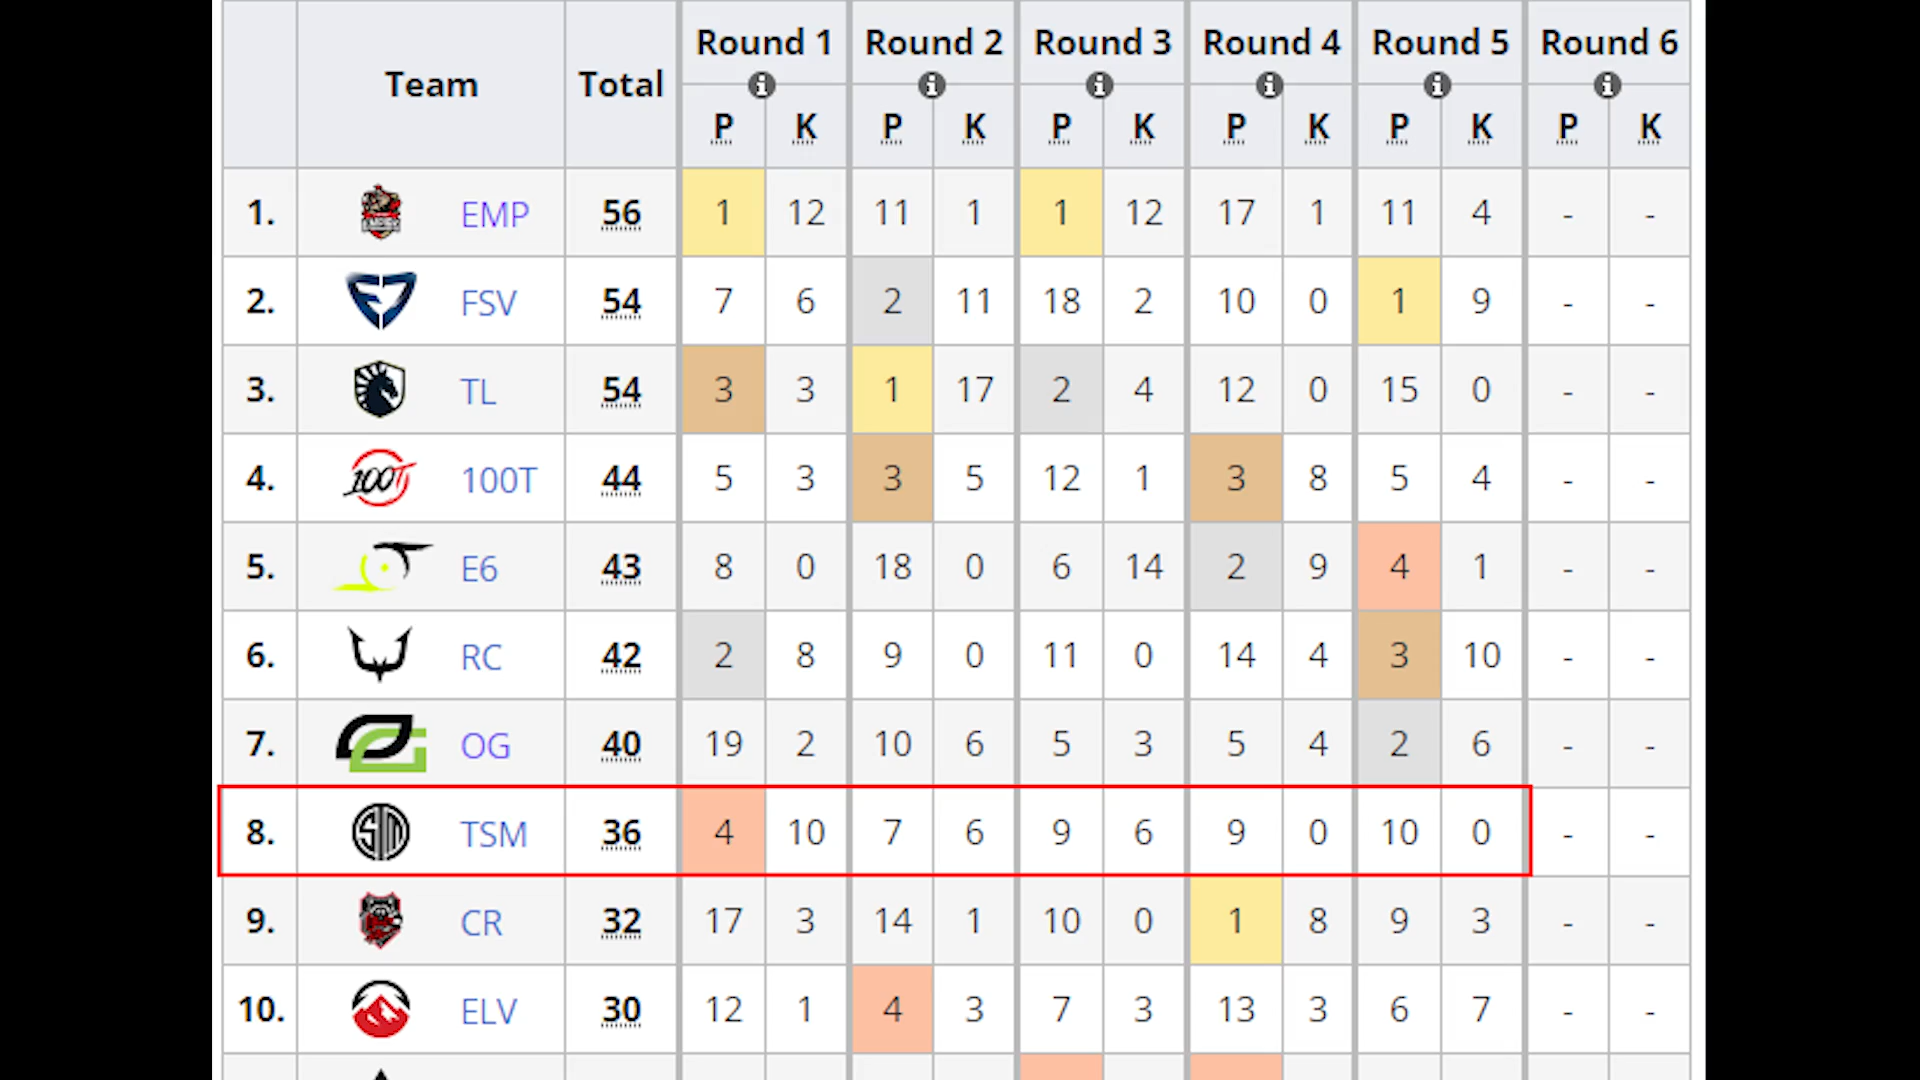 Team Total Round 1 Round 2 Round 3 Round 4 Round 5 Round 6
P K P K P K P K P K P K
1. EMP 56 1 12 11 1 1 12 17 1 11 4 - -
2. FSV 54 7 6 2 11 18 2 10 0 1 9 - -
3. TL 54 3 3 1 17 2 4 12 0 15 0 - -
4. 100T 100T 44 5 3 3 5 12 1 3 8 5 4 - -
5. E6 43 8 0 18 0 6 14 2 9 4 1 - -
6. RC 42 2 8 9 0 11 0 14 4 3 10 - -
7. OG 40 19 2 10 6 5 3 5 4 2 6 - -
8. TSM 36 4 10 7 6 9 6 9 0 10 0 - -
9. CR 32 17 3 14 1 10 0 1 8 9 3 - -
10. ELV 30 12 1 4 3 7 3 13 3 6 7 - -